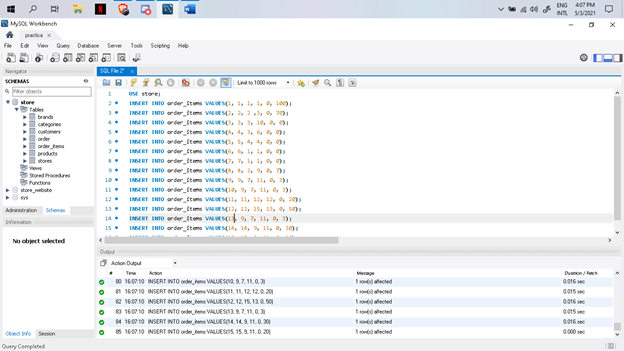 ENG
4:07 PM
INTL
5/3/2021
MySQL Workbench
practica
File Edit View Query Database Server Tools Scripting Help
Navigator
SCHEMAS
Filter objects
store
Tables
brands
categories
customers
order
order_items
products
stores
Views
Stored Procedures
Functions
store_website
sys
Administration Schemas
Information
No object selected
Object Info Session
Query Completed
SQL File 2*
Limit to 1000 rows
1 USE store;
2 INSERT INTO order_items VALUES(1, 1, 1, 1, 0, 100);
3 INSERT INTO order_items VALUES(2, 2, 2 ,3, 0, 70);
4 INSERT INTO order_items VALUES(3, 3, 3, 10, 0, 0);
5 INSERT INTO order_items VALUES(4, 4, 3, 6, 0, 0);
6 INSERT INTO order_items VALUES(5, 5, 4, 4, 0, 0);
7 INSERT INTO order_items VALUES(6, 6, 1, 1, 0, 0);
8 INSERT INTO order_items VALUES(7, 7, 1, 1, 0, 0);
9 INSERT INTO order_items VALUES(8, 8, 2, 9, 0, 7);
10 INSERT INTO order_items VALUES(9, 9, 7, 11, 0, 3);
11 INSERT INTO order_items VALUES(10, 9, 7, 11, 0, 3);
12 INSERT INTO order_items VALUES(11, 11, 12, 12, 0, 20);
13 INSERT INTO order_items VALUES(12, 12, 15, 13, 0, 50);
14 INSERT INTO order_items VALUES(13, 9, 7, 11, 0, 3);
15 INSERT INTO order_items VALUES(14, 14, 9, 11, 0, 30);
Output
Action Output
# Time Action Message Duration / Fetch
80 16:07:10 INSERT INTO order_items VALUES(10, 9, 7, 11, 0, 3) 1 row(s) affected 0.016 sec
81 16:07:10 INSERT INTO order_items VALUES(11, 11, 12, 12, 0, 20) 1 row(s) affected 0.015 sec
82 16:07:10 INSERT INTO order_items VALUES(12, 12, 15, 13, 0, 50) 1 row(s) affected 0.016 sec
83 16:07:10 INSERT INTO order_items VALUES(13, 9, 7, 11, 0, 3) 1 row(s) affected 0.015 sec
84 16:07:10 INSERT INTO order_items VALUES(14, 14, 9, 11, 0, 30) 1 row(s) affected 0.016 sec
85 16:07:10 INSERT INTO order_items VALUES(15, 15, 9, 11, 0, 20) 1 row(s) affected 0.000 sec